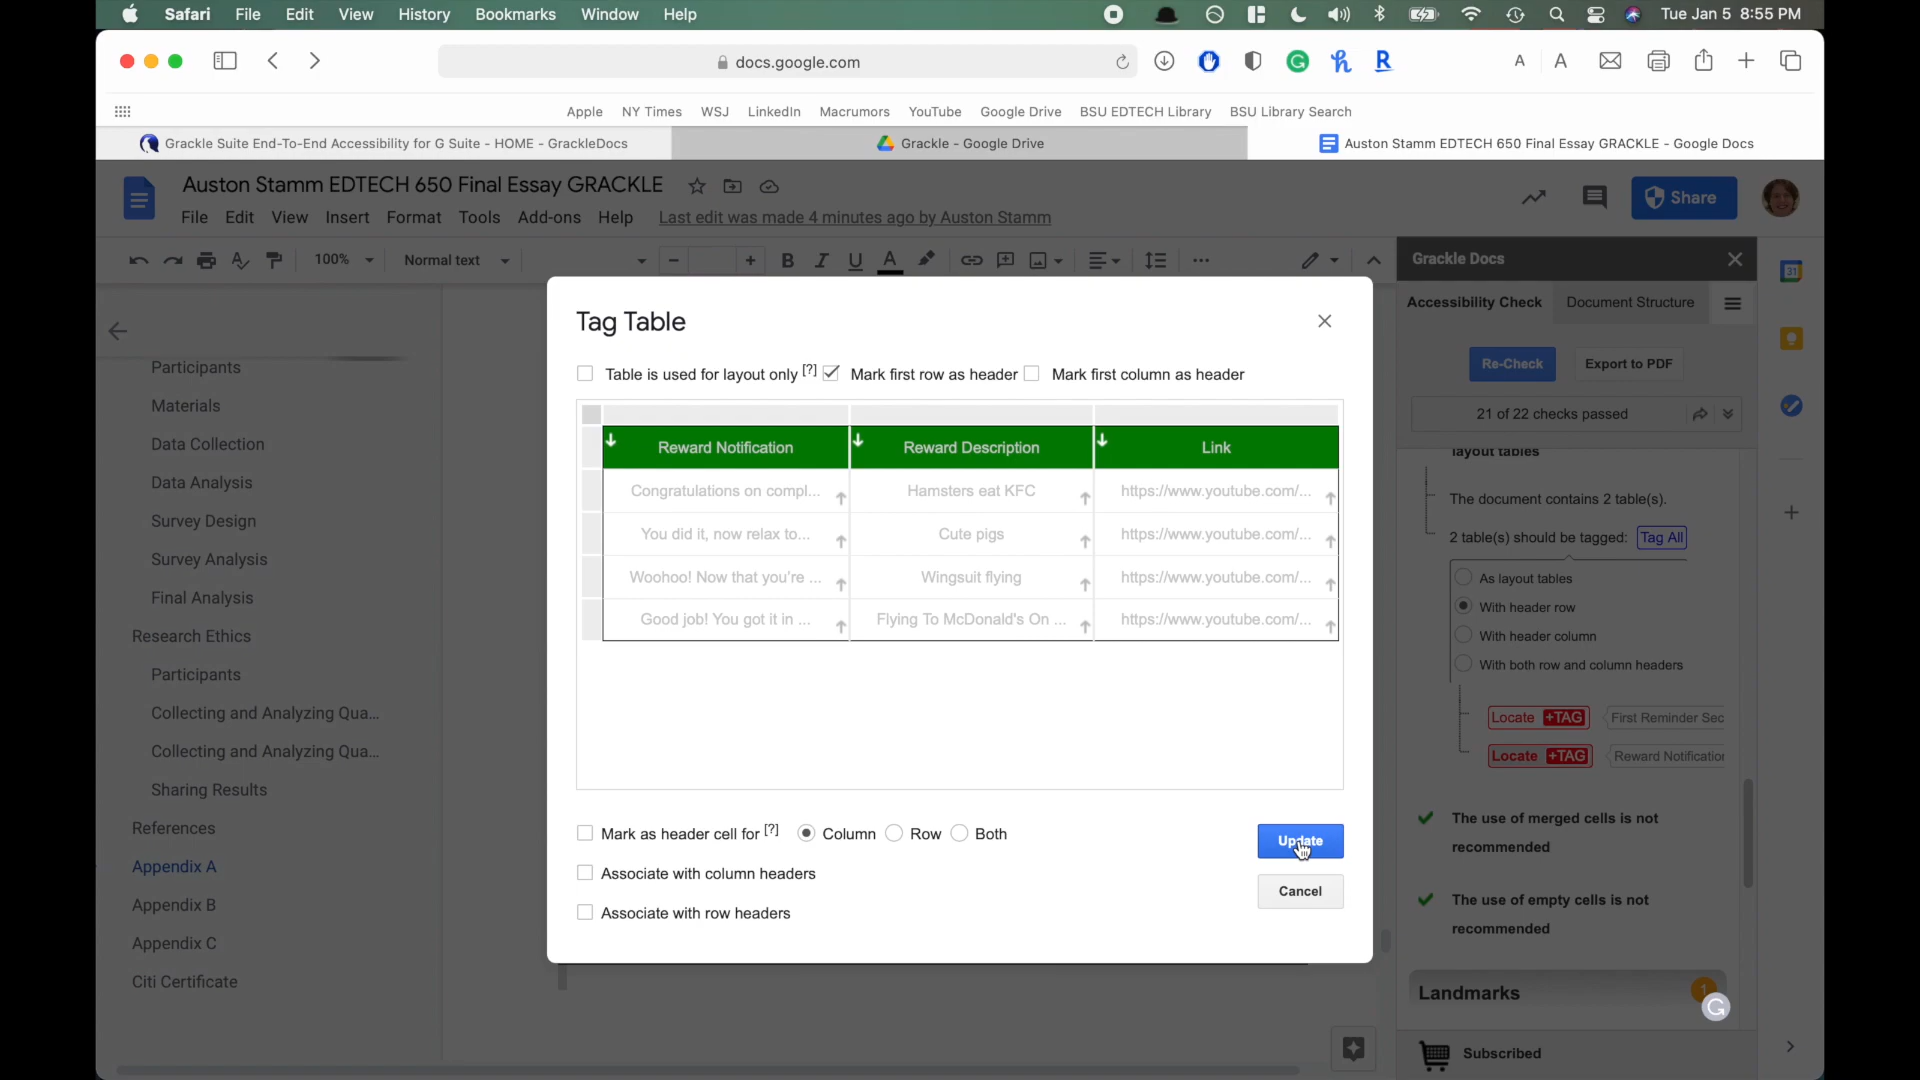 Safari File Edit View History Bookmarks Window Help Tue Jan 5 8:55 PM
docs.google.com
Apple NY Times WSJ LinkedIn Macrumors YouTube Google Drive BSU EDTECH Library BSU Library Search
Grackle Suite End-To-End Accessibility for G Suite - HOME - GrackleDocs
Grackle - Google Drive
Auston Stamm EDTECH 650 Final Essay GRACKLE - Google Docs
Auston Stamm EDTECH 650 Final Essay GRACKLE
Share
File Edit View Insert Format Tools Add-ons Help Last edit was made 4 minutes ago by Auston Stamm
100% Normal text
Participants
Materials
Data Collection
Data Analysis
Survey Design
Survey Analysis
Final Analysis
Research Ethics
Participants
Collecting and Analyzing Qua...
Collecting and Analyzing Qua...
Sharing Results
References
Appendix A
Appendix B
Appendix C
Citi Certificate
Tag Table
Table is used for layout only [?] Mark first row as header Mark first column as header
Reward Notification Reward Description Link
Congratulations on compl... Hamsters eat KFC https://www.youtube.com/...
You did it, now relax to... Cute pigs https://www.youtube.com/...
Woohoo! Now that you're ... Wingsuit flying https://www.youtube.com/...
Good job! You got it in ... Flying To McDonald's On ... https://www.youtube.com/...
Mark as header cell for [?] Column Row Both
Associate with column headers
Associate with row headers
Update
Cancel
Grackle Docs
Accessibility Check Document Structure
Re-Check Export to PDF
21 of 22 checks passed
layout tables
The document contains 2 table(s).
2 table(s) should be tagged: Tag All
As layout tables
With header row
With header column
With both row and column headers
Locate +TAG First Reminder Sec
Locate +TAG Reward Notification
The use of merged cells is not
recommended
The use of empty cells is not
recommended
Landmarks 1
Subscribed